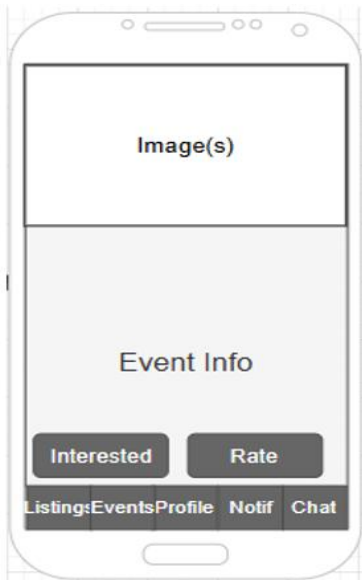 Image(s)
Event Info
Interested Rate
Listings Events Profile Notif Chat